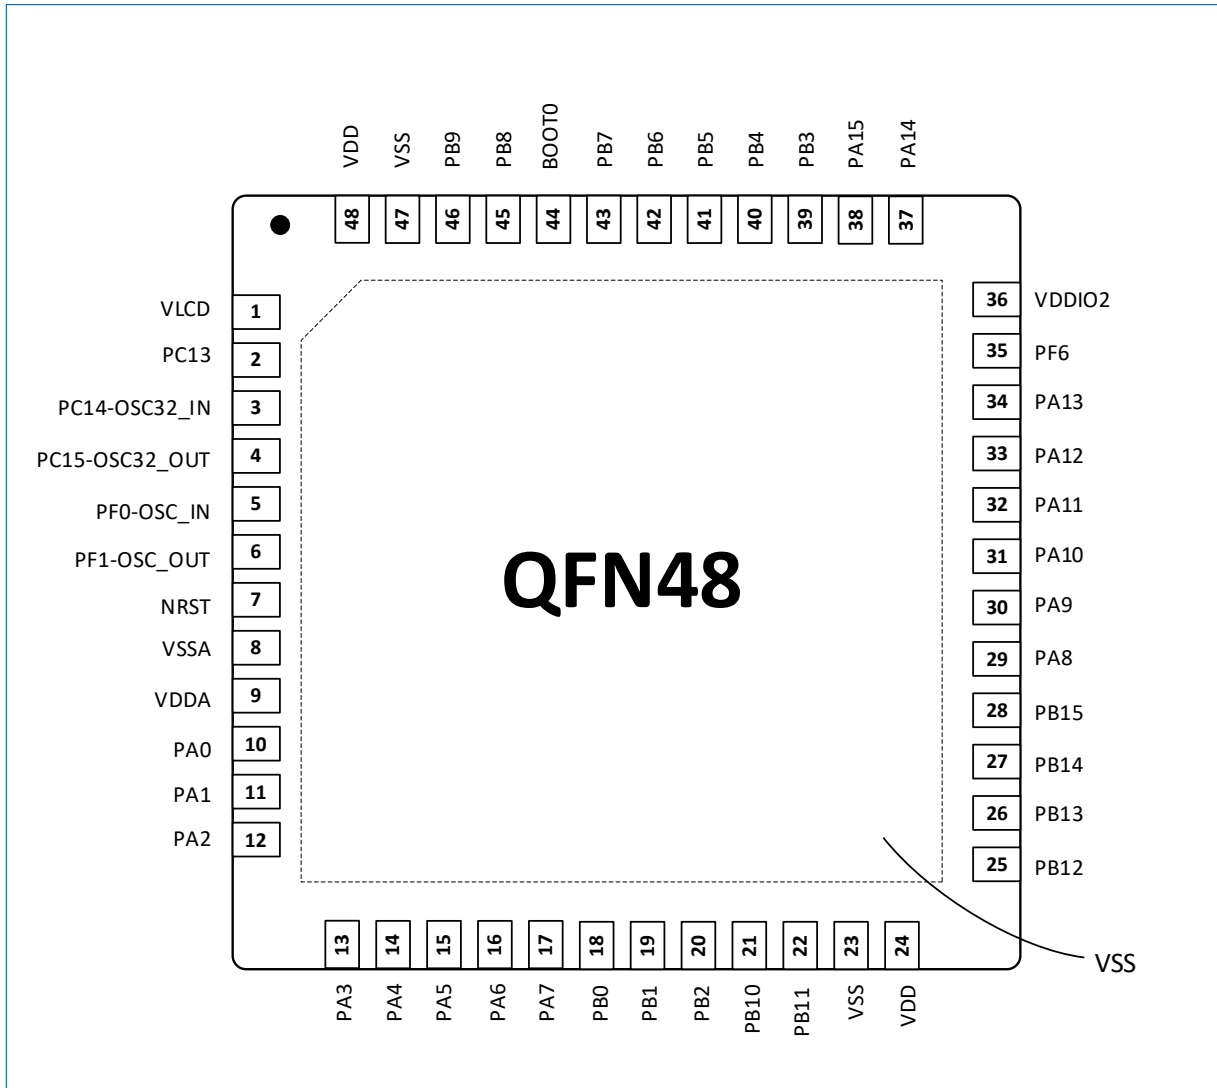 VDD
VSS
PB9
PB8
BOOT0
PB7
PB6
PB5
PB4
PB3
PA15
PA14
48
47
46
45
44
43
42
41
40
39
38
37
VLCD 1
PC13 2
PC14-OSC32_IN 3
PC15-OSC32_OUT 4
PF0-OSC_IN 5
PF1-OSC_OUT 6
NRST 7
VSSA 8
VDDA 9
PA0 10
PA1 11
PA2 12
QFN48
36 VDDIO2
35 PF6
34 PA13
33 PA12
32 PA11
31 PA10
30 PA9
29 PA8
28 PB15
27 PB14
26 PB13
25 PB12
13
14
15
16
17
18
19
20
21
22
23
24
PA3
PA4
PA5
PA6
PA7
PB0
PB1
PB2
PB10
PB11
VSS
VDD
VSS